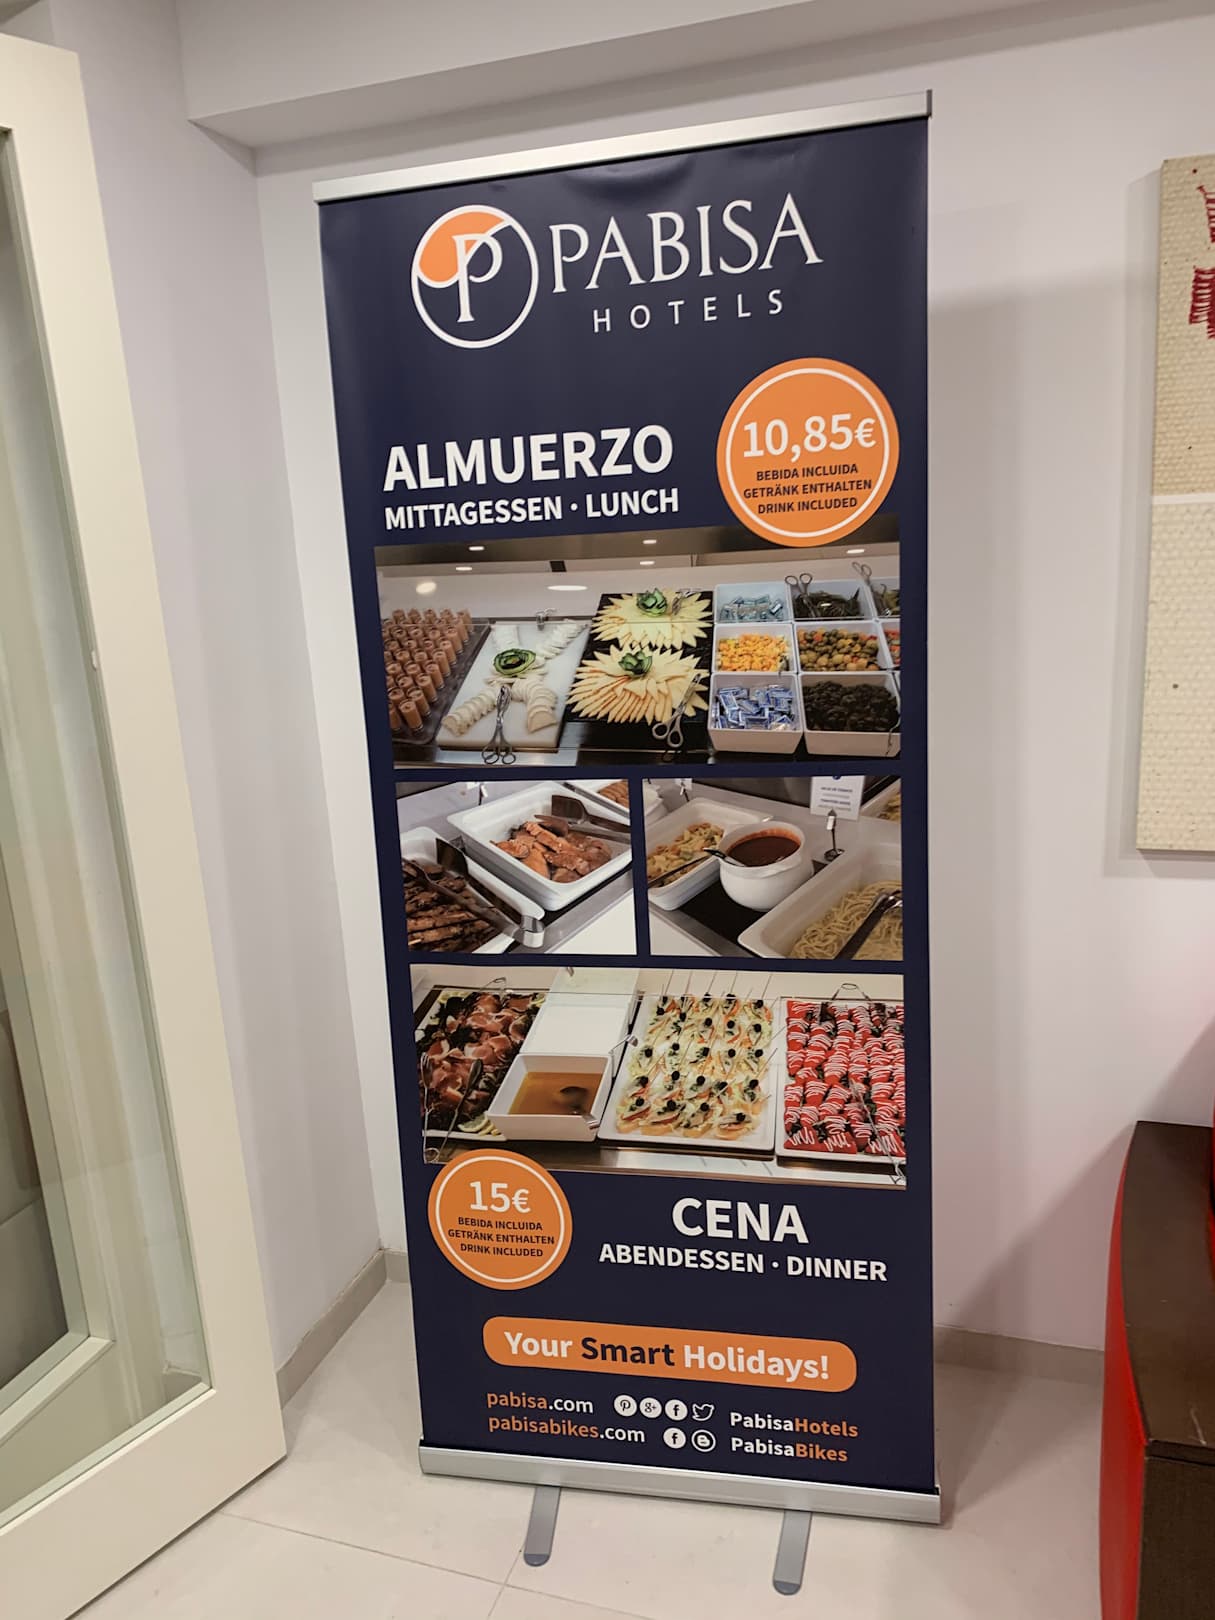 P PABISA
HOTELS
10,85€
BEBIDA INCLUIDA
GETRÄNK ENTHALTEN
DRINK INCLUDED
ALMUERZO
MITTAGESSEN · LUNCH
15€
BEBIDA INCLUIDA
GETRÄNK ENTHALTEN
DRINK INCLUDED
CENA
ABENDESSEN · DINNER
Your Smart Holidays!
pabisa.com PabisaHotels
pabisabikes.com PabisaBikes